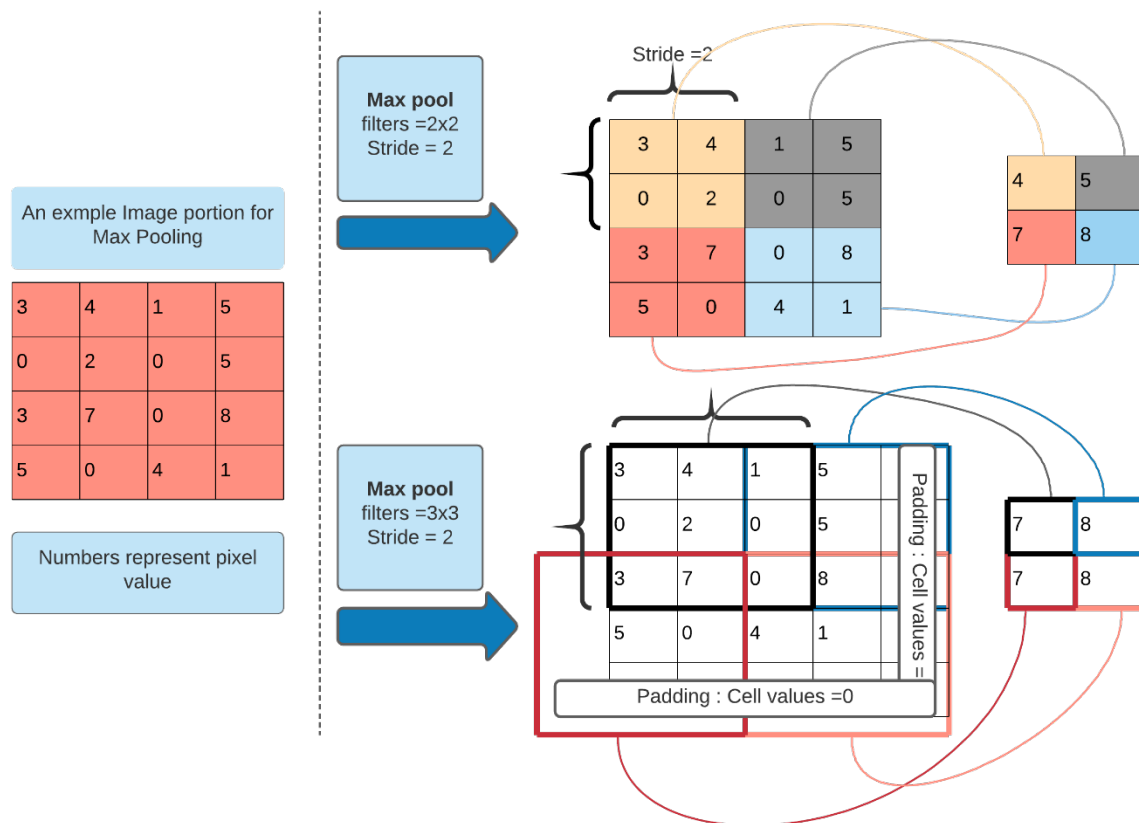 An exmple Image portion for
Max Pooling
3 4 1 5
0 2 0 5
3 7 0 8
5 0 4 1
Numbers represent pixel
value
Max pool
filters =2x2
Stride = 2
Stride =2
3 4 1 5
0 2 0 5
3 7 0 8
5 0 4 1
4 5
7 8
Max pool
filters =3x3
Stride = 2
3 4 1 5
0 2 0 5
3 7 0 8
5 0 4 1
Padding : Cell values =
Padding : Cell values =0
7 8
7 8